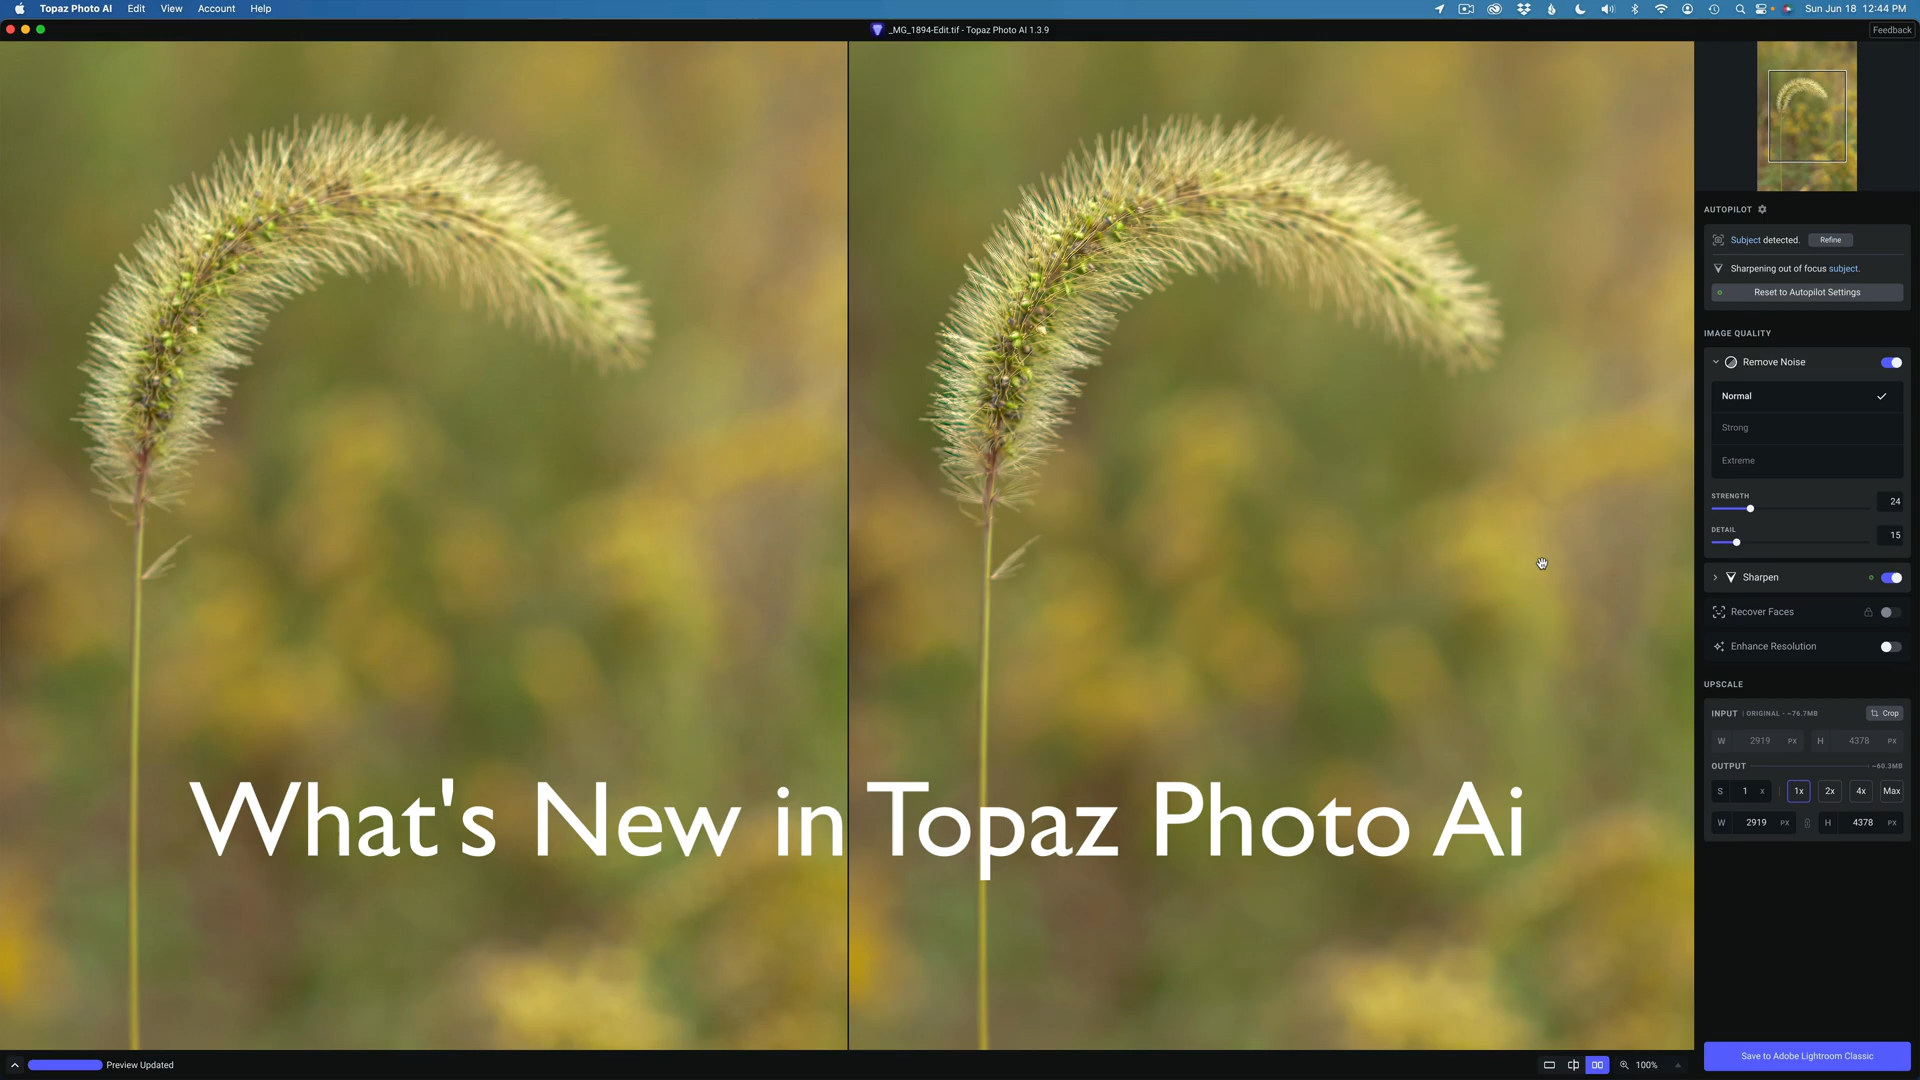 Topaz Photo AI Edit View Account Help
Sun Jun 18 12:44 PM
_MG_1894-Edit.tif - Topaz Photo AI 1.3.9
Feedback
AUTOPILOT
Subject detected. Refine
Sharpening out of focus subject.
Reset to Autopilot Settings
IMAGE QUALITY
Remove Noise
Normal
Strong
Extreme
STRENGTH 24
DETAIL 15
Sharpen
Recover Faces
Enhance Resolution
UPSCALE
INPUT | ORIGINAL - ~76.7MB Crop
W 2919 PX H 4378 PX
OUTPUT ~60.3MB
S 1 x 1x 2x 4x Max
W 2919 PX H 4378 PX
What's New in Topaz Photo Ai
Preview Updated
100%
Save to Adobe Lightroom Classic